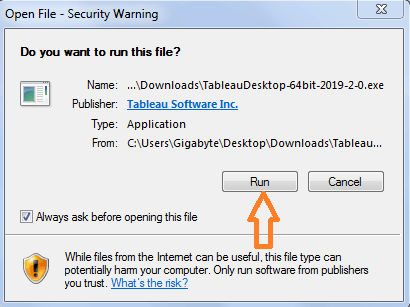 Open File - Security Warning
Do you want to run this file?
Name: ...\Downloads\TableauDesktop-64bit-2019-2-0.exe
Publisher: Tableau Software Inc.
Type: Application
From: C:\Users\Gigabyte\Desktop\Downloads\Tableau...
Run Cancel
Always ask before opening this file
While files from the Internet can be useful, this file type can
potentially harm your computer. Only run software from publishers
you trust. What's the risk?